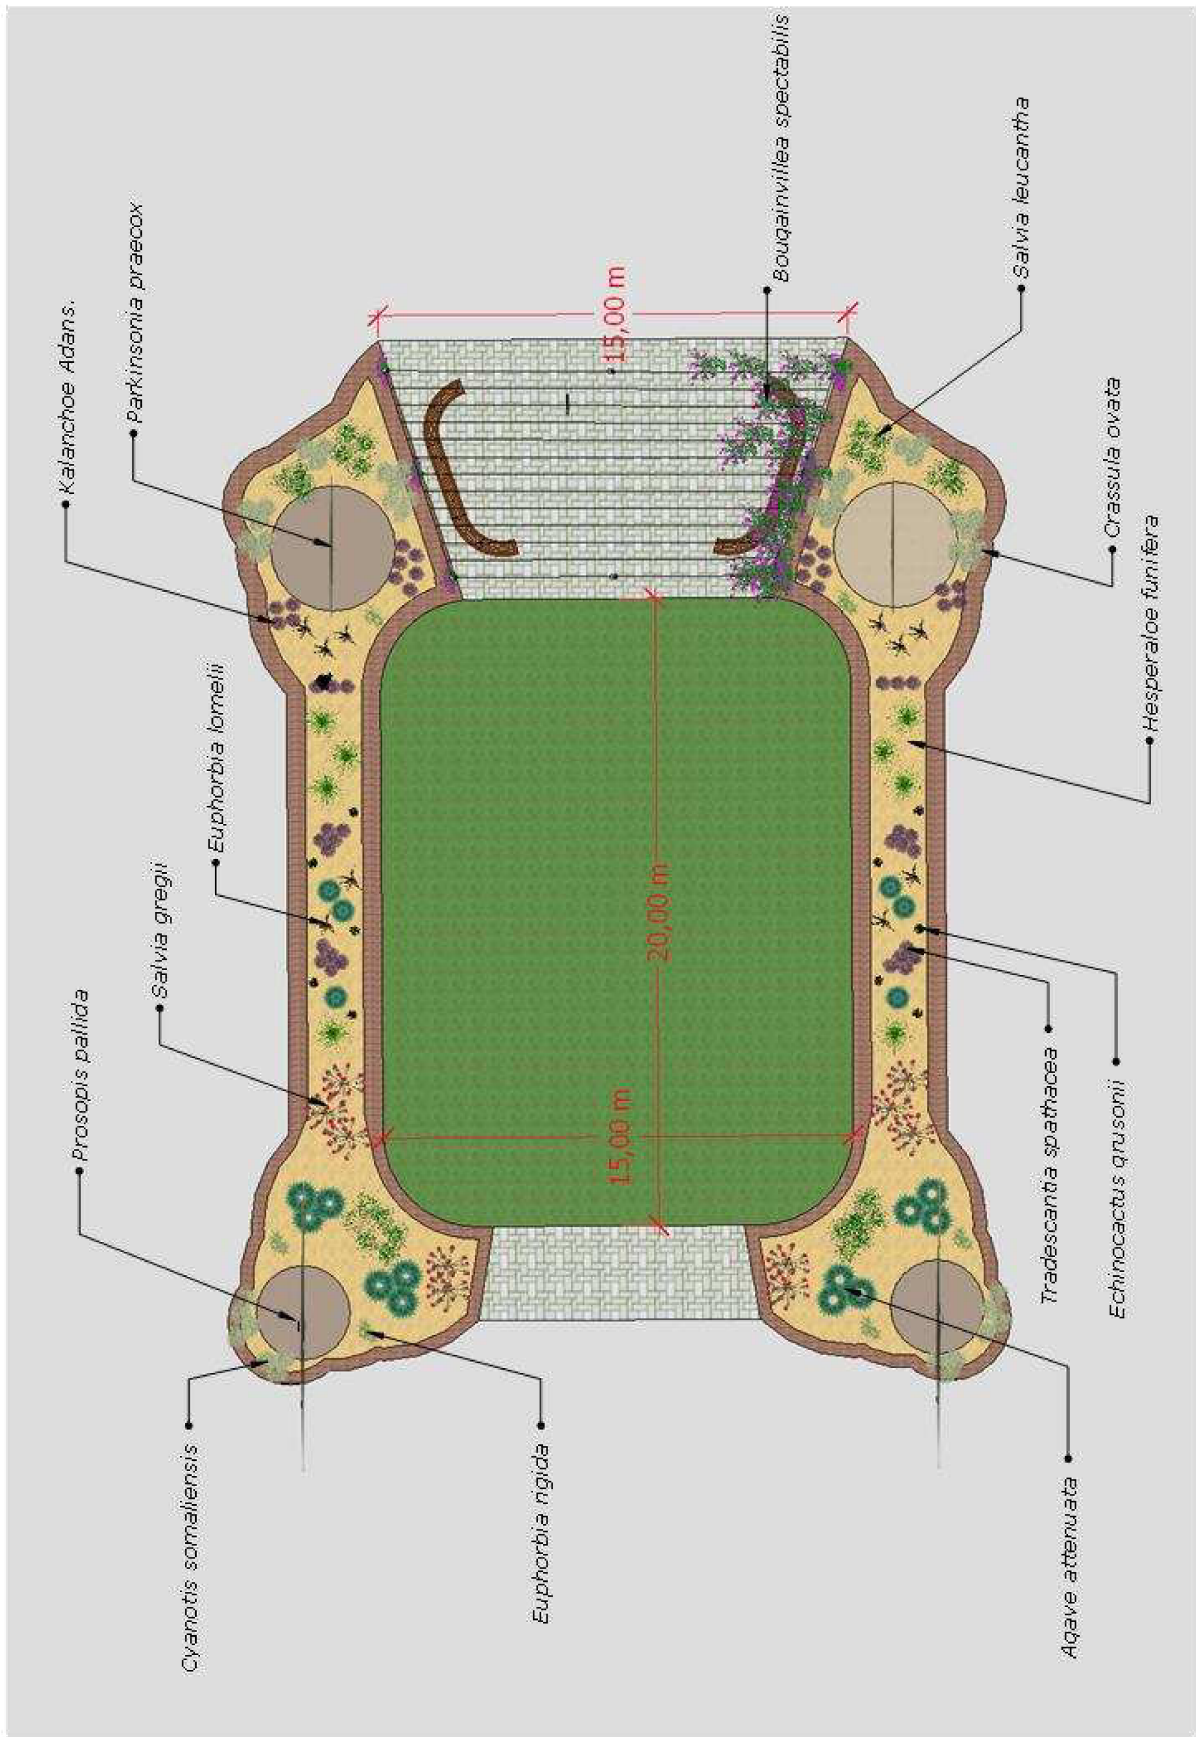 Kalanchoe Adans.
Prosopis pallida
Parkinsonia praecox
Salvia gregii
Cyanotis somaliensis
Euphorbia lomelii
Euphorbia rigida
15,00 m
15,00 m
20,00 m
Bougainvillea spectabilis
Salvia leucantha
Tradescantia spathacea
Agave attenuata
Crassula ovata
Echinocactus grusonii
Hesperaloe funifera